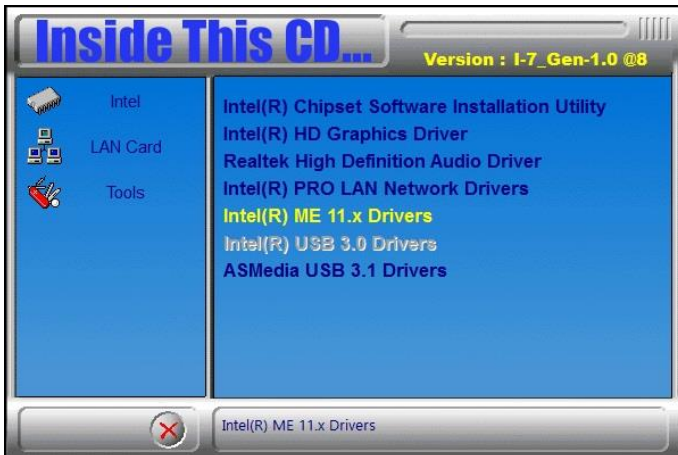 Inside This CD...
Version : I-7_Gen-1.0 @8
Intel
LAN Card
Tools
Intel(R) Chipset Software Installation Utility
Intel(R) HD Graphics Driver
Realtek High Definition Audio Driver
Intel(R) PRO LAN Network Drivers
Intel(R) ME 11.x Drivers
Intel(R) USB 3.0 Drivers
ASMedia USB 3.1 Drivers
Intel(R) ME 11.x Drivers